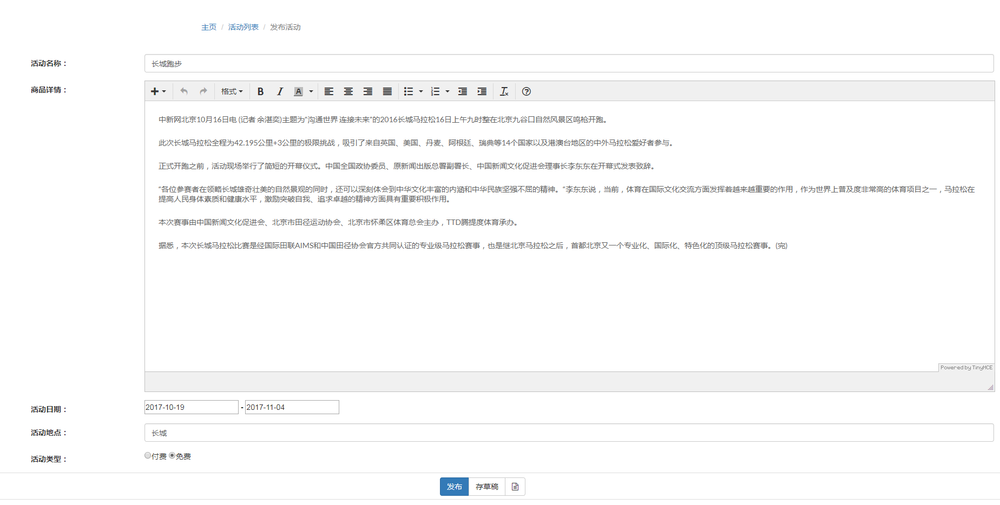 主页 / 活动列表 / 发布活动
活动名称：
长城跑步
商品详情：
格式
B I A
中新网北京10月16日电 (记者 余湛奕)主题为“沟通世界 连接未来”的2016长城马拉松16日上午九时整在北京九谷口自然风景区鸣枪开跑。
此次长城马拉松全程为42.195公里+3公里的极限挑战，吸引了来自英国、美国、丹麦、阿根廷、瑞典等14个国家以及港澳台地区的中外马拉松爱好者参与。
正式开跑之前，活动现场举行了简短的开幕仪式。中国全国政协委员、原新闻出版总署副署长、中国新闻文化促进会理事长李东东在开幕式发表致辞。
“各位参赛者在领略长城雄奇壮美的自然景观的同时，还可以深刻体会到中华文化丰富的内涵和中华民族坚强不屈的精神。“李东东说，当前，体育在国际文化交流方面发挥着越来越重要的作用，作为世界上普及度非常高的体育项目之一，马拉松在
提高人民身体素质和健康水平，激励突破自我、追求卓越的精神方面具有重要积极作用。
本次赛事由中国新闻文化促进会、北京市田径运动协会、北京市怀柔区体育总会主办，TTD腾提度体育承办。
据悉，本次长城马拉松比赛是经国际田联AIMS和中国田径协会官方共同认证的专业级马拉松赛事，也是继北京马拉松之后，首都北京又一个专业化、国际化、特色化的顶级马拉松赛事。(完)
Powered by TinyMCE
活动日期：
2017-10-19 - 2017-11-04
活动地点：
长城
活动类型：
付费 免费
发布 存草稿